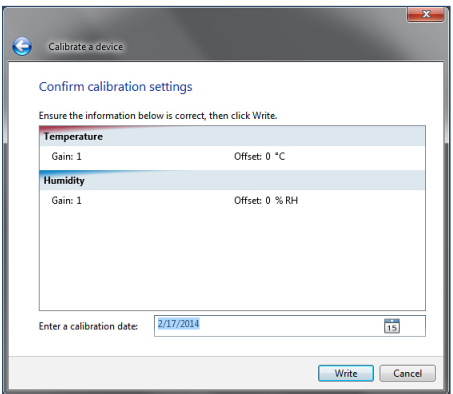 Calibrate a device
Confirm calibration settings
Ensure the information below is correct, then click Write.
Temperature
Gain: 1 Offset: 0 °C
Humidity
Gain: 1 Offset: 0 % RH
Enter a calibration date: 2/17/2014 15
Write Cancel